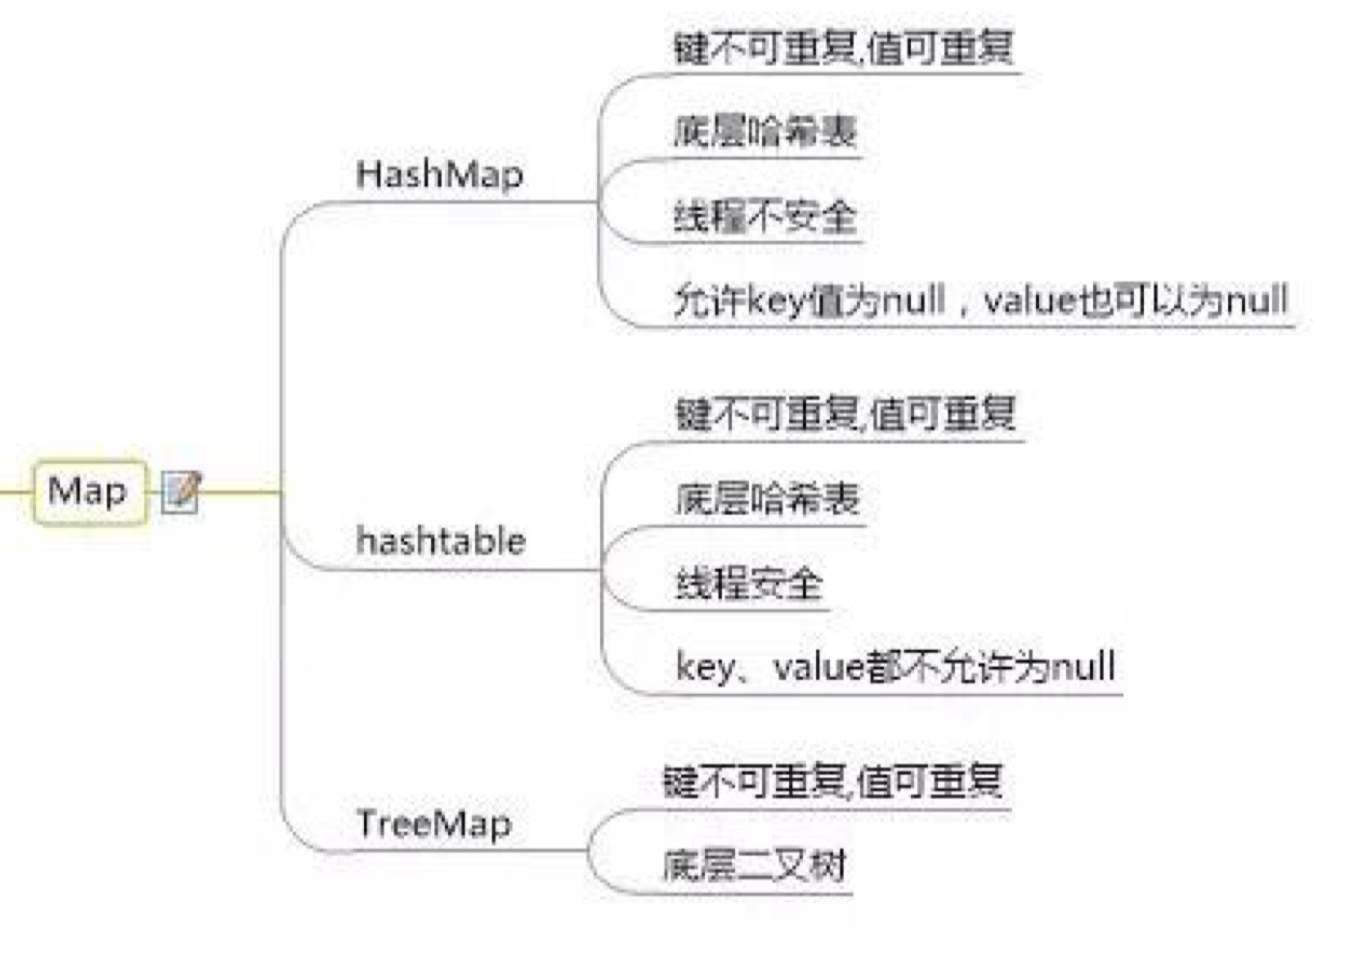 键不可重复,值可重复
底层哈希表
HashMap
线程不安全
允许key值为null，value也可以为null
键不可重复,值可重复
Map
底层哈希表
hashtable
线程安全
key、value都不允许为null
键不可重复,值可重复
TreeMap
底层二叉树